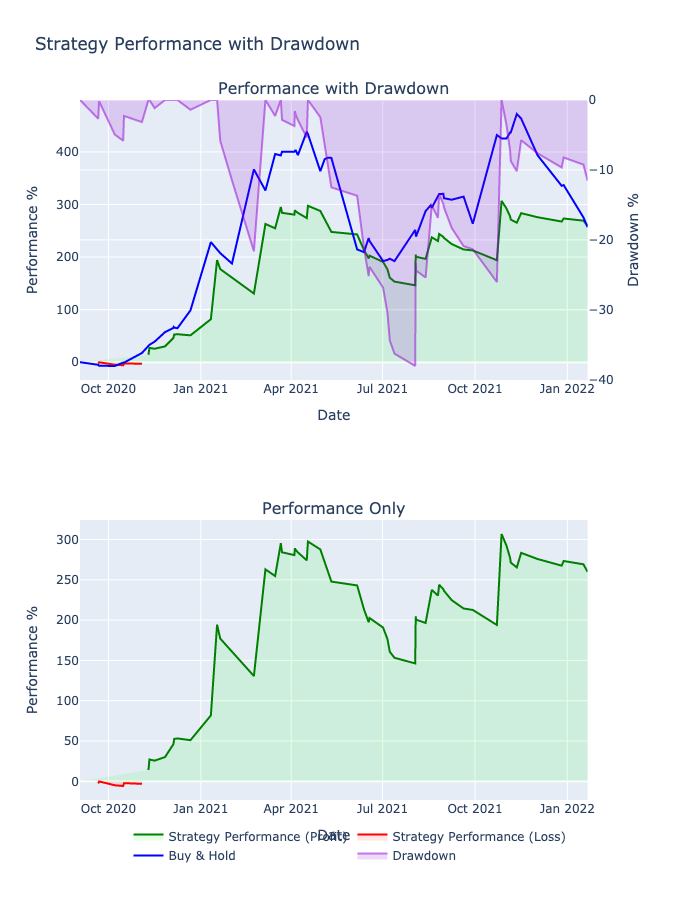 Strategy Performance with Drawdown
Performance with Drawdown
400
300
200
100
0
Performance %
0
−10
−20
−30
−40
Drawdown %
Oct 2020 Jan 2021 Apr 2021 Jul 2021 Oct 2021 Jan 2022
Date
Performance Only
300
250
200
150
100
50
0
Performance %
Oct 2020 Jan 2021 Apr 2021 Jul 2021 Oct 2021 Jan 2022
Date
Strategy Performance (Profit) Strategy Performance (Loss)
Buy & Hold Drawdown